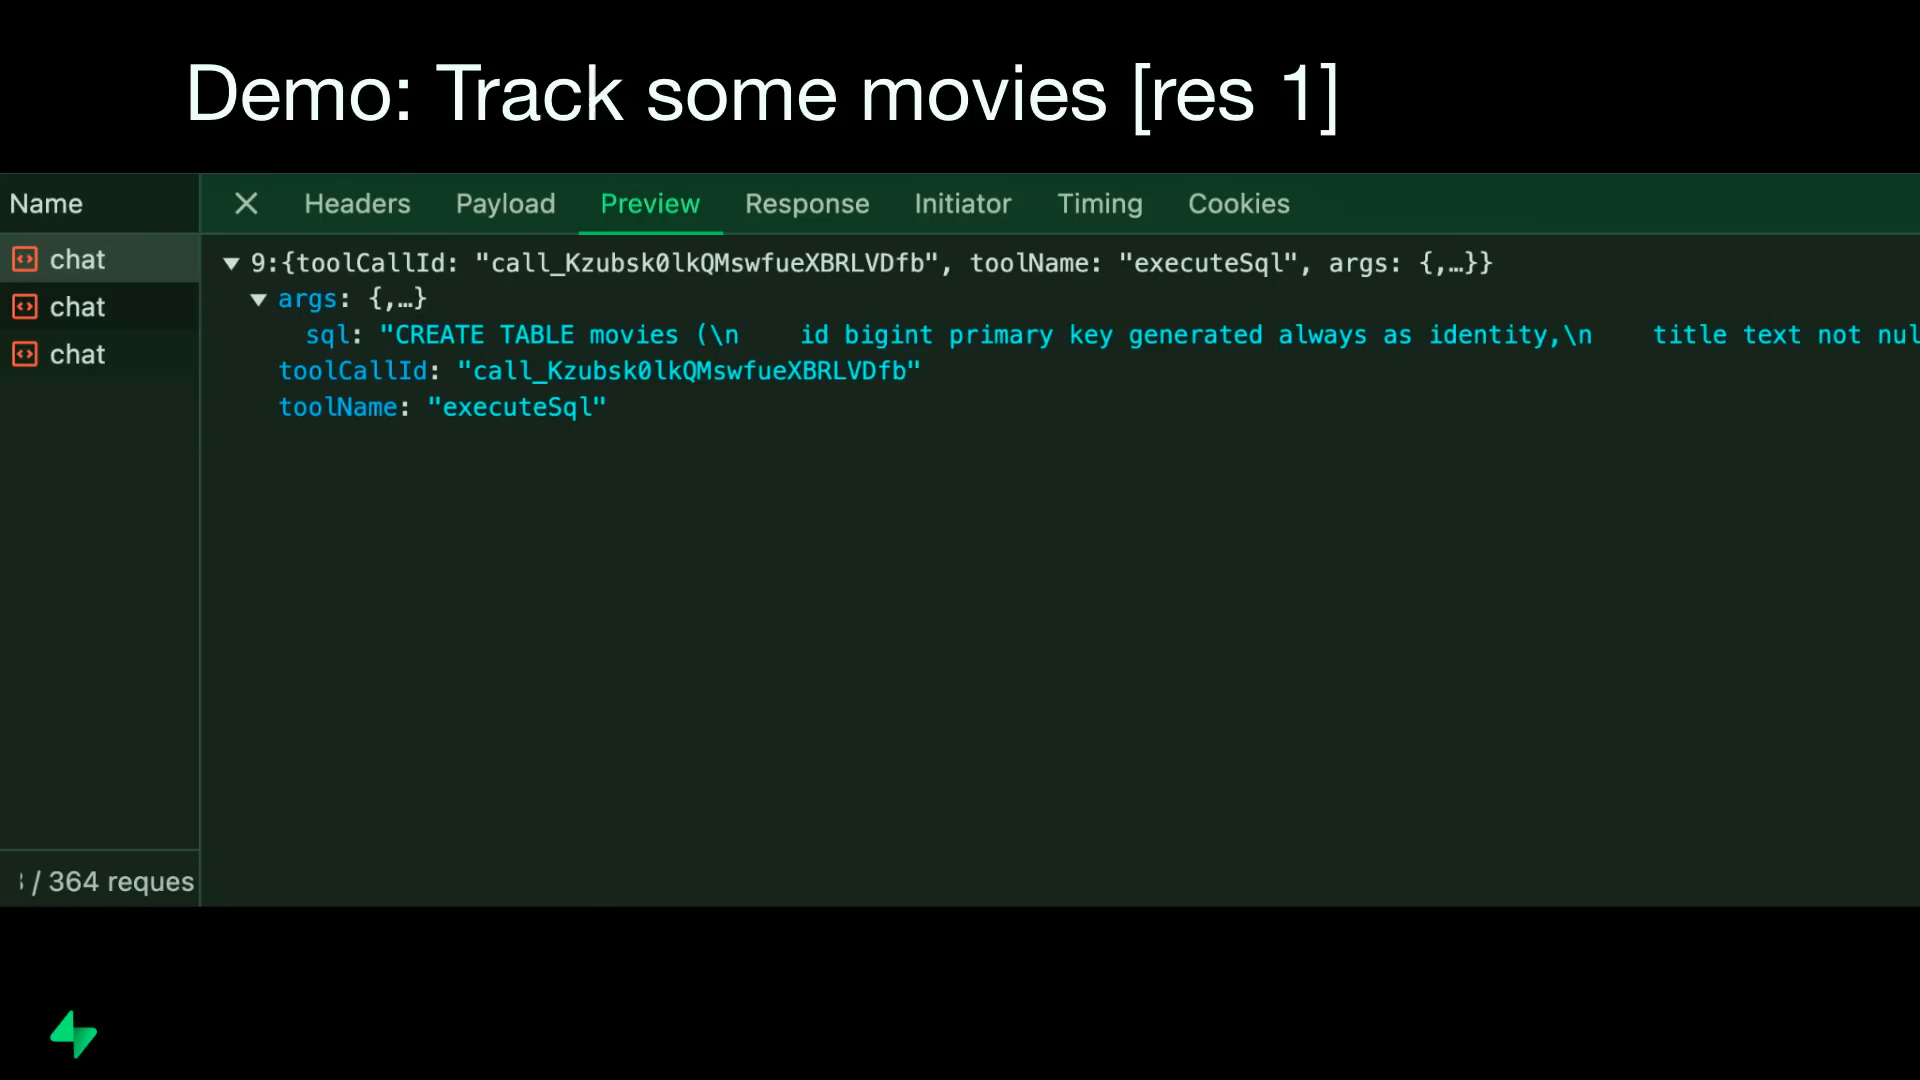 Demo: Track some movies [res 1]
Name
Headers Payload Preview Response Initiator Timing Cookies
chat
chat
chat
9:{toolCallId: "call_Kzubsk0lkQMswfueXBRLVDfb", toolName: "executeSql", args: {,…}}
args: {,…}
sql: "CREATE TABLE movies (\n    id bigint primary key generated always as identity,\n    title text not nul
toolCallId: "call_Kzubsk0lkQMswfueXBRLVDfb"
toolName: "executeSql"
/ 364 reques